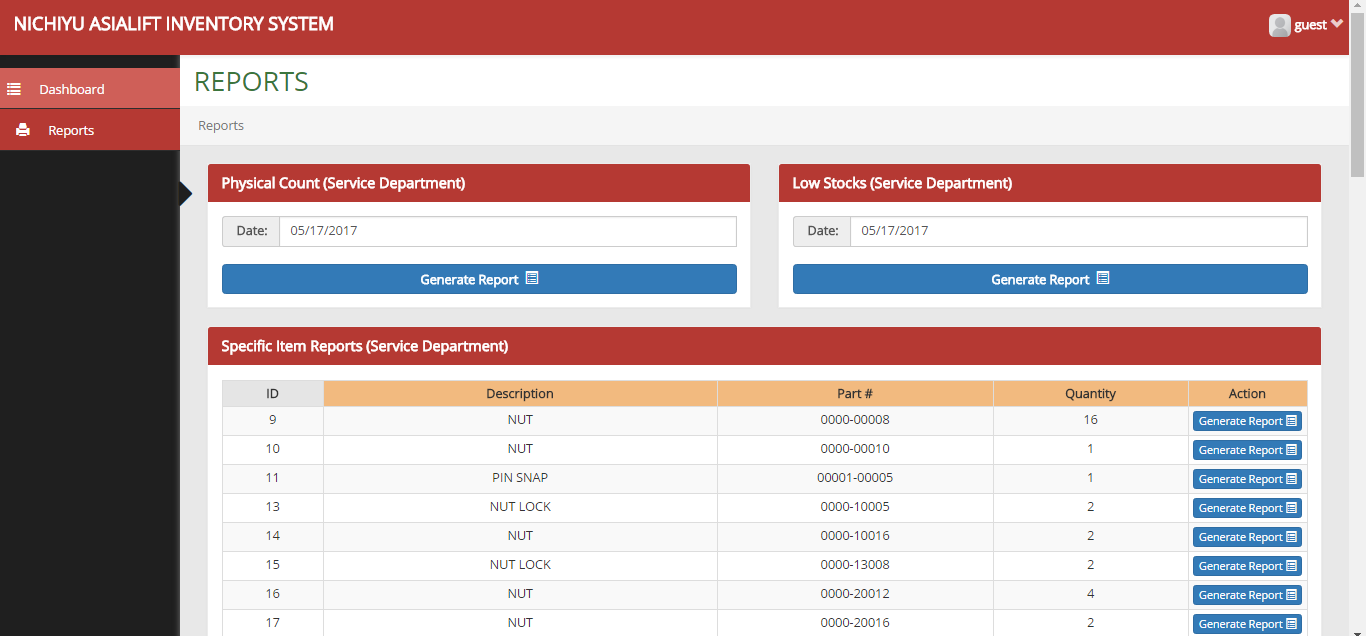 NICHIYU ASIALIFT INVENTORY SYSTEM
guest
Dashboard
Reports
REPORTS
Reports
Physical Count (Service Department)
Date: 05/17/2017
Generate Report
Low Stocks (Service Department)
Date: 05/17/2017
Generate Report
Specific Item Reports (Service Department)
ID Description Part # Quantity Action
9 NUT 0000-00008 16 Generate Report
10 NUT 0000-00010 1 Generate Report
11 PIN SNAP 00001-00005 1 Generate Report
13 NUT LOCK 0000-10005 2 Generate Report
14 NUT 0000-10016 2 Generate Report
15 NUT LOCK 0000-13008 2 Generate Report
16 NUT 0000-20012 4 Generate Report
17 NUT 0000-20016 2 Generate Report